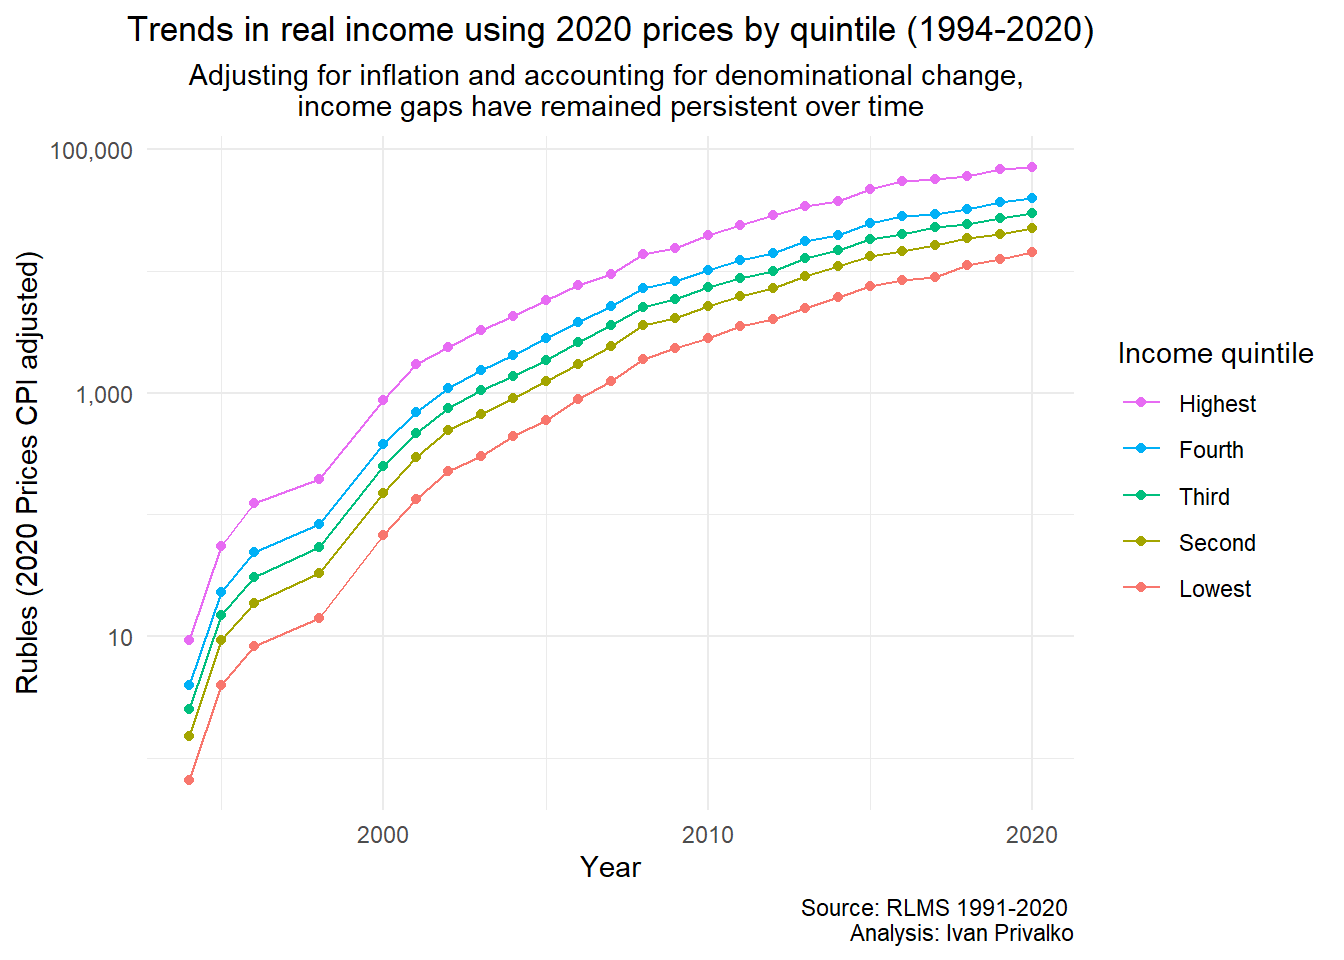 Trends in real income using 2020 prices by quintile (1994-2020)
Adjusting for inflation and accounting for denominational change,
income gaps have remained persistent over time
Rubles (2020 Prices CPI adjusted)
100,000
1,000
10
2000
2010
2020
Year
Income quintile
Highest
Fourth
Third
Second
Lowest
Source: RLMS 1991-2020
Analysis: Ivan Privalko